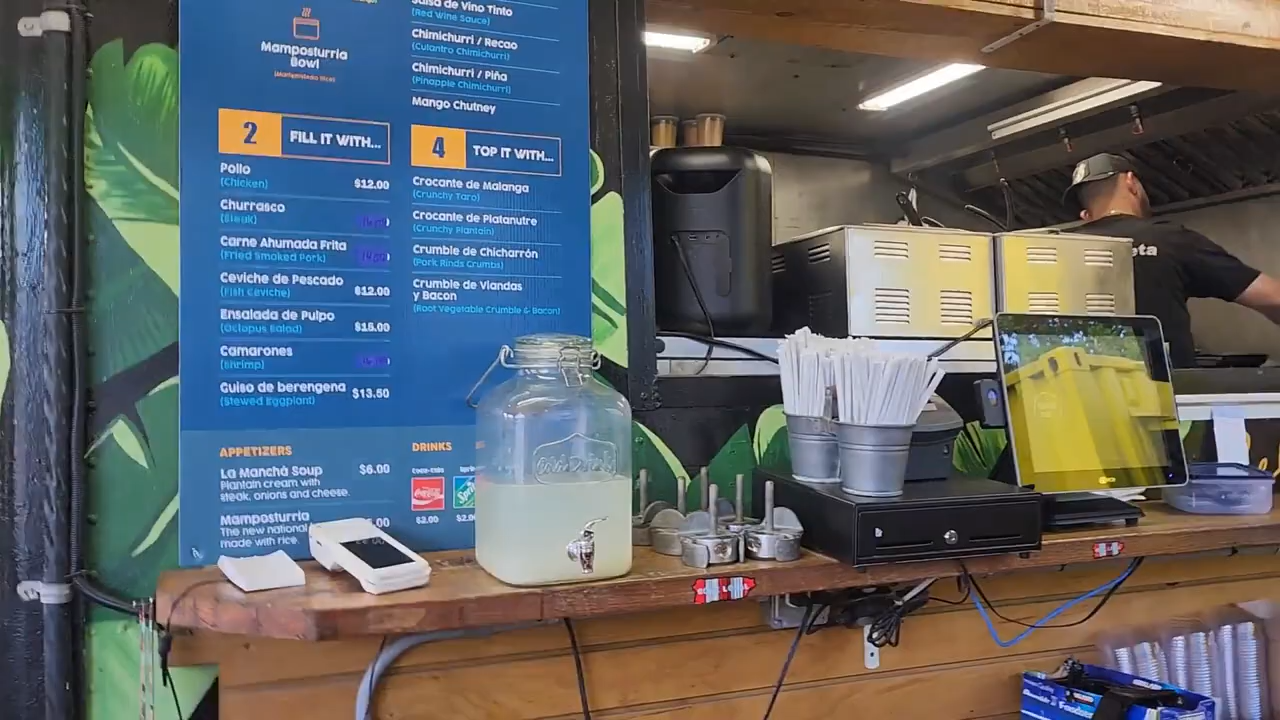 Mamposturria
Bowl
Salsa de Vino Tinto
(Red Wine Sauce)
Chimichurri / Recao
(Culantro Chimichurri)
Chimichurri / Piña
(Pineapple Chimichurri)
Mango Chutney
2 FILL IT WITH...
Pollo
(Chicken) $12.00
Churrasco
(Steak)
Carne Ahumada Frita
(Fried Smoked Pork)
Ceviche de Pescado
(Fish Ceviche) $12.00
Ensalada de Pulpo
(Octopus Salad) $15.00
Camarones
(Shrimp)
Guiso de berengena
(Stewed Eggplant) $13.50
4 TOP IT WITH...
Crocante de Malanga
(Crunchy Taro)
Crocante de Platanutre
(Crunchy Plantain)
Crumble de Chicharrón
(Pork Rinds Crumbs)
Crumble de Viandas
y Bacon
(Root Vegetable Crumble & Bacon)
APPETIZERS
La Manchá Soup $6.00
Plantain cream with
steak, onions and cheese.
Mamposturria
The new national
made with rice.
DRINKS
Coca-Cola
Coca-Cola
$2.00